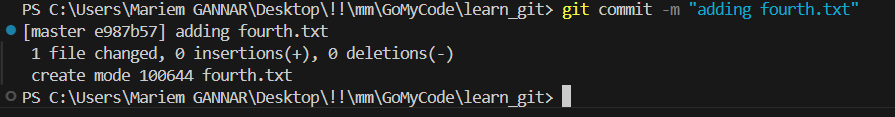 PS C:\Users\Mariem GANNAR\Desktop\!!\mm\GoMyCode\learn_git> git commit -m "adding fourth.txt"
[master e987b57] adding fourth.txt
1 file changed, 0 insertions(+), 0 deletions(-)
create mode 100644 fourth.txt
PS C:\Users\Mariem GANNAR\Desktop\!!\mm\GoMyCode\learn_git>